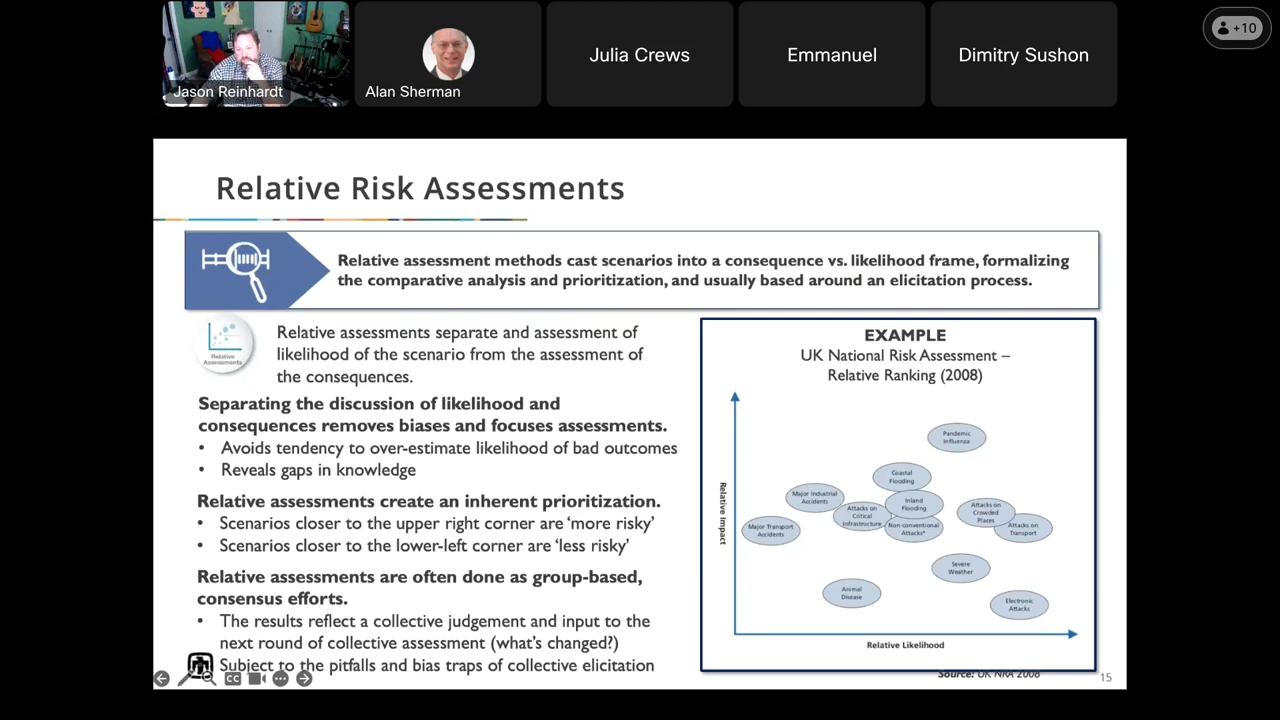 +10
Jason Reinhardt
Alan Sherman
Julia Crews
Emmanuel
Dimitry Sushon
Relative Risk Assessments
Relative assessment methods cast scenarios into a consequence vs. likelihood frame, formalizing
the comparative analysis and prioritization, and usually based around an elicitation process.
Relative
Assessments
Relative assessments separate and assessment of
likelihood of the scenario from the assessment of
the consequences.
Separating the discussion of likelihood and
consequences removes biases and focuses assessments.
• Avoids tendency to over-estimate likelihood of bad outcomes
• Reveals gaps in knowledge
Relative assessments create an inherent prioritization.
• Scenarios closer to the upper right corner are ‘more risky’
• Scenarios closer to the lower-left corner are ‘less risky’
Relative assessments are often done as group-based,
consensus efforts.
• The results reflect a collective judgement and input to the
next round of collective assessment (what’s changed?)
Subject to the pitfalls and bias traps of collective elicitation
CC
EXAMPLE
UK National Risk Assessment –
Relative Ranking (2008)
Relative Impact
Pandemic
Influenza
Coastal
Flooding
Major Industrial
Accidents
Inland
Flooding
Attacks on
Critical
Infrastructure
Attacks on
Crowded
Places
Major Transport
Accidents
Non-conventional
Attacks*
Attacks on
Transport
Severe
Weather
Animal
Disease
Electronic
Attacks
Relative Likelihood
Source: UK NRA 2008
15